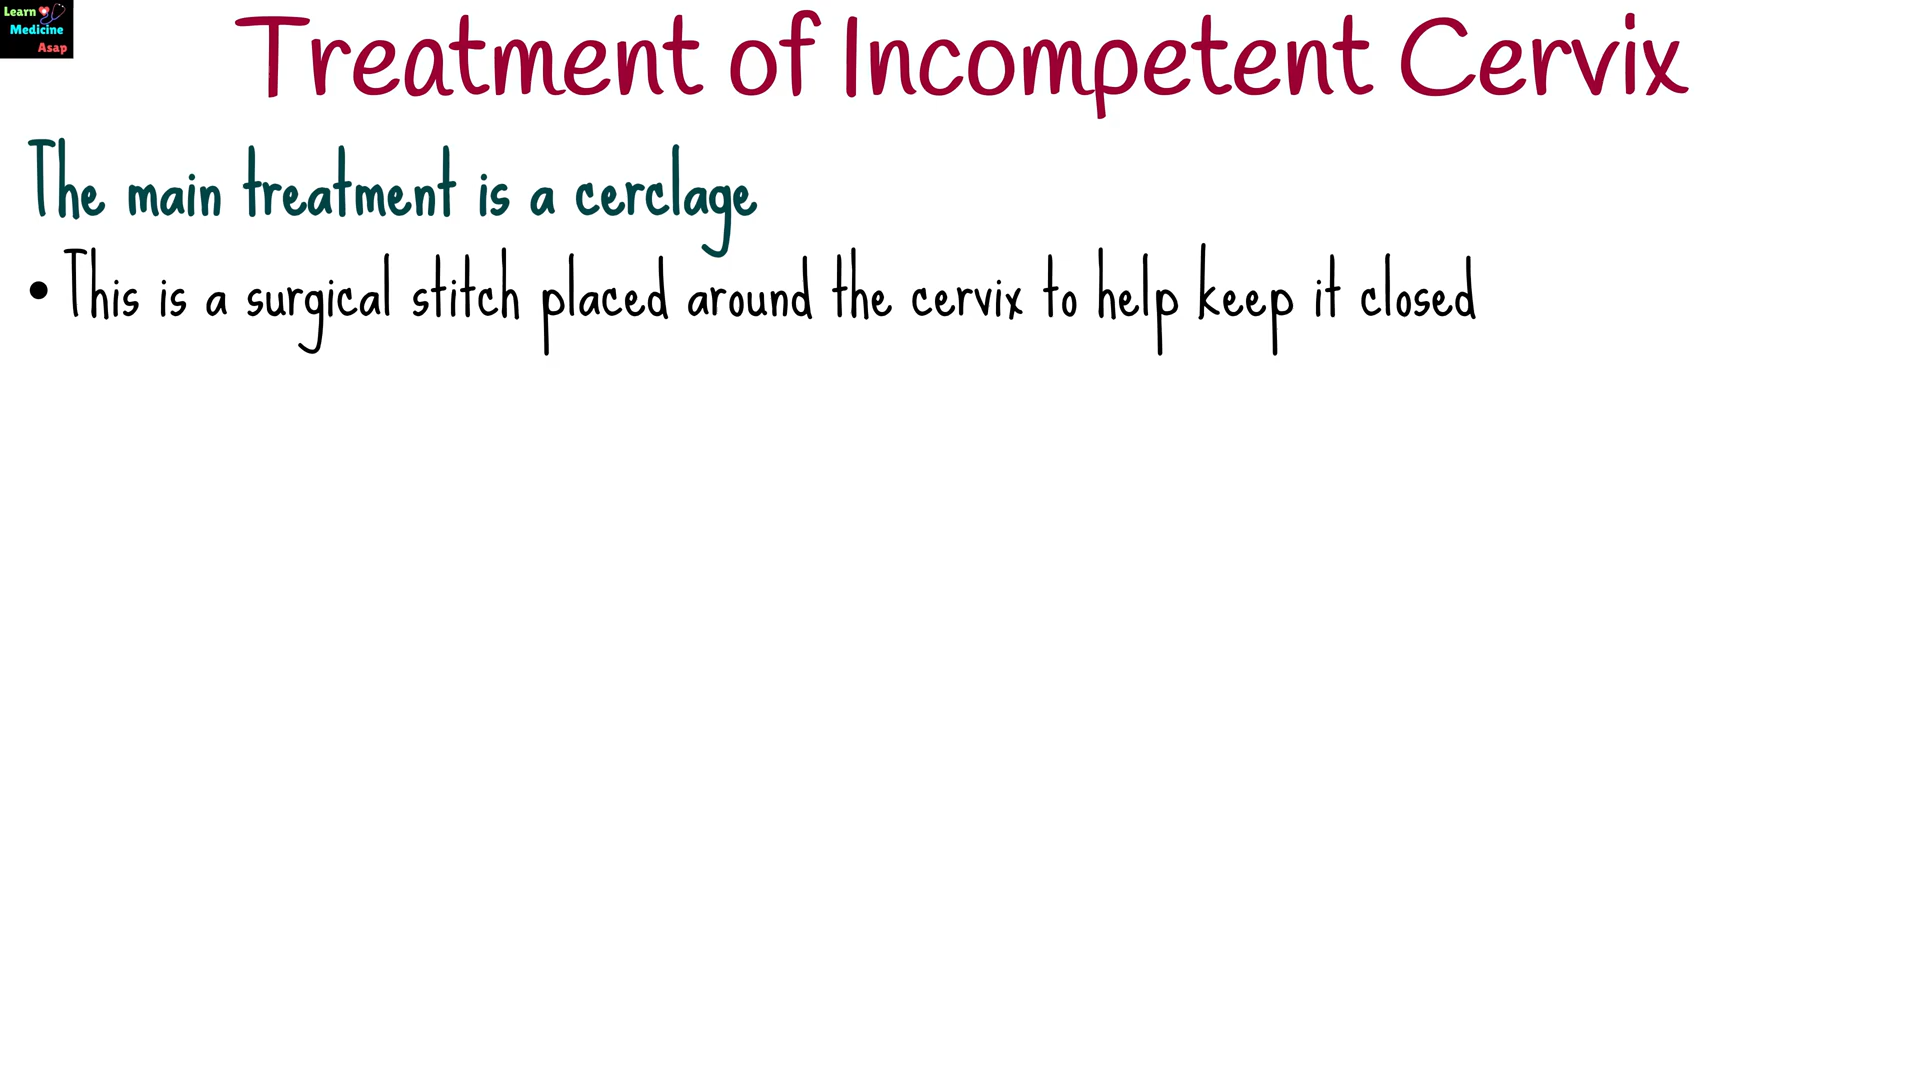 Learn
Medicine
Asap
Treatment of Incompetent Cervix
The main treatment is a cerclage
• This is a surgical stitch placed around the cervix to help keep it closed